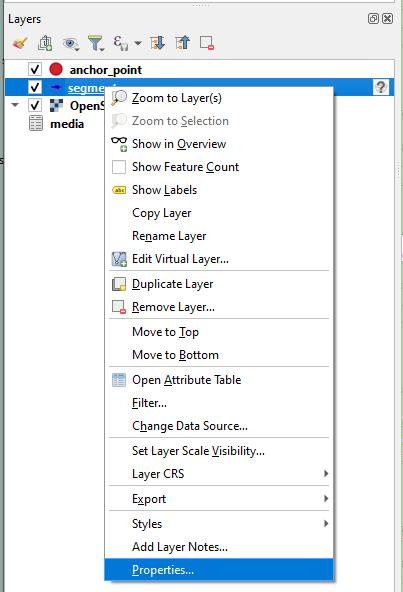 Layers
anchor_point
segme
OpenS
media
Zoom to Layer(s)
Zoom to Selection
Show in Overview
Show Feature Count
abc Show Labels
Copy Layer
Rename Layer
Edit Virtual Layer...
Duplicate Layer
Remove Layer...
Move to Top
Move to Bottom
Open Attribute Table
Filter...
Change Data Source...
Set Layer Scale Visibility...
Layer CRS
Export
Styles
Add Layer Notes...
Properties...